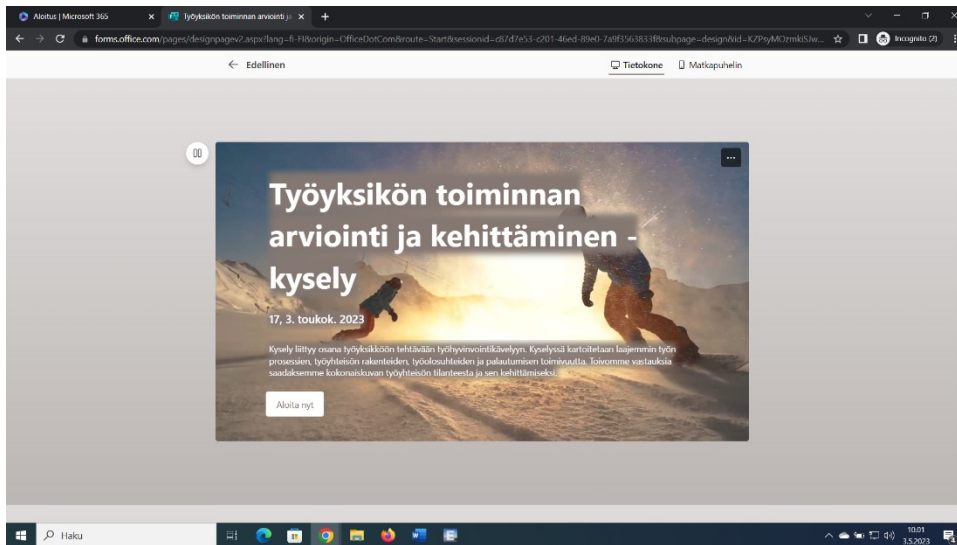 Aloitus | Microsoft 365
Työyksikön toiminnan arviointi ja
forms.office.com/pages/designpagev2.aspx?lang=fi-FI&origin=OfficeDotCom&route=Start&sessionid=c87d7e53-c201-46ed-89e0-7a9f3563833f&subpage=design&id=KZPsyMOzmkiSJw...
Incognito (2)
Edellinen
Tietokone
Matkapuhelin
Työyksikön toiminnan
arviointi ja kehittäminen -
kysely
17, 3. toukok. 2023
Kysely liittyy osana työyksikköön tehtävään työhyvinvointikävelyyn. Kyselyssä kartoitetaan laajemmin työn
prosessien, työyhteisön rakenteiden, työolosuhteiden ja palautumisen toimivuutta. Toivomme vastauksia
saadaksemme kokonaiskuvan työyhteisön tilanteesta ja sen kehittämiseksi.
Aloita nyt
Haku
10.01
3.5.2023